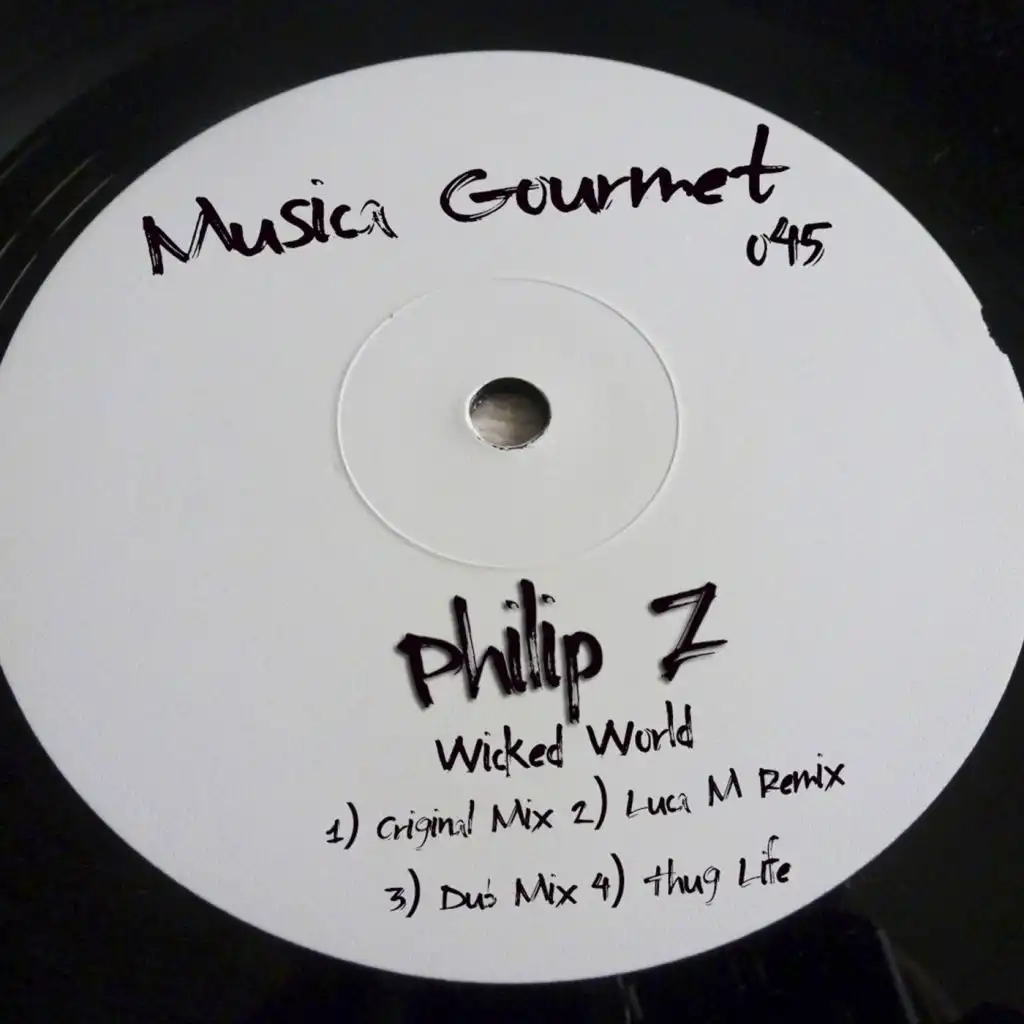 Musica Gourmet
045
Philip Z
Wicked World
1) Original Mix 2) Luca M Remix
3) Dub Mix 4) Thug Life